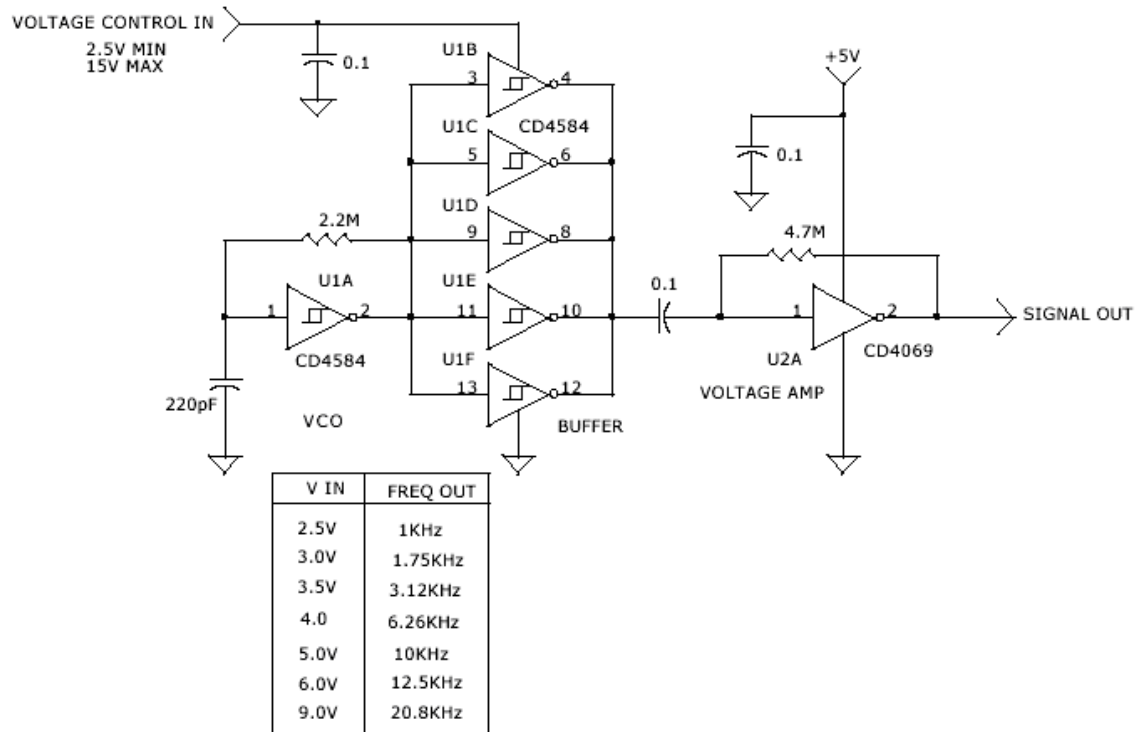 VOLTAGE CONTROL IN
2.5V MIN
15V MAX
0.1
U1B
3
4
CD4584
U1C
5
6
U1D
9
8
2.2M
U1A
1
2
CD4584
U1E
11
10
U1F
13
12
220pF
VCO
BUFFER
0.1
+5V
0.1
4.7M
1
2
U2A
CD4069
VOLTAGE AMP
SIGNAL OUT
V IN FREQ OUT
2.5V 1KHz
3.0V 1.75KHz
3.5V 3.12KHz
4.0 6.26KHz
5.0V 10KHz
6.0V 12.5KHz
9.0V 20.8KHz